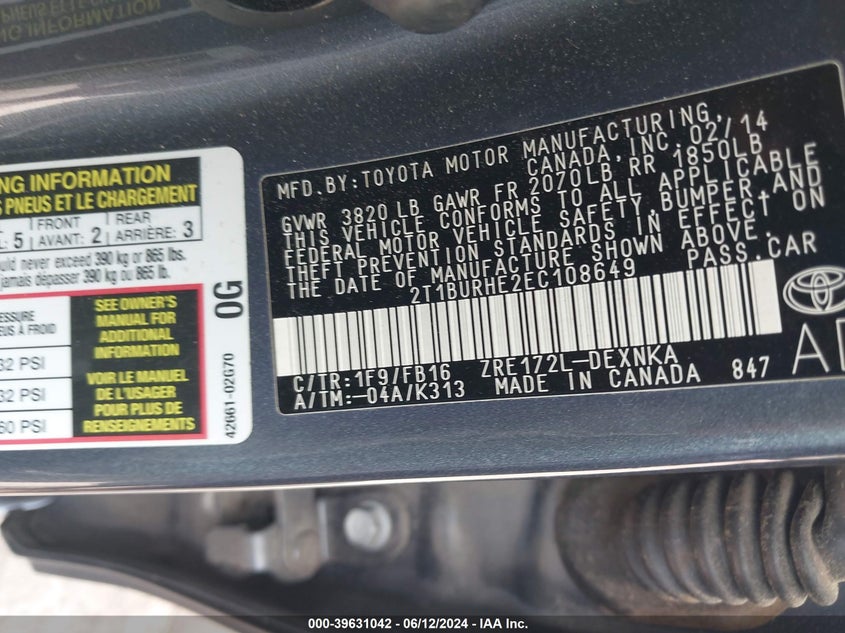 NG INFORMATION
S PNEUS ET LE CHARGEMENT
FRONT REAR
5 AVANT: 2 ARRIÈRE: 3
uld never exceed 390 kg or 865 lbs.
jamais dépasser 390 kg ou 865 lb.
SEE OWNER'S
MANUAL FOR
ADDITIONAL
INFORMATION
VOIR LE MANUEL
DE L'USAGER
POUR PLUS DE
RENSEIGNEMENTS
32 PSI
32 PSI
60 PSI
0G
42661-02G70
MFD. BY: TOYOTA MOTOR MANUFACTURING,
CANADA, INC. 02/14
GVWR 3820 LB GAWR FR 2070LB, RR 1850LB
THIS VEHICLE CONFORMS TO ALL APPLICABLE
FEDERAL MOTOR VEHICLE SAFETY, BUMPER, AND
THEFT PREVENTION STANDARDS IN EFFECT ON
THE DATE OF MANUFACTURE SHOWN ABOVE.
2T1BURHE2EC108649 PASS. CAR
C/TR: 1F9/FB16 ZRE172L-DEXNKA
A/TM: -04A/K313 MADE IN CANADA 847
000-39631042 / 06/12/2024 - IAA Inc.